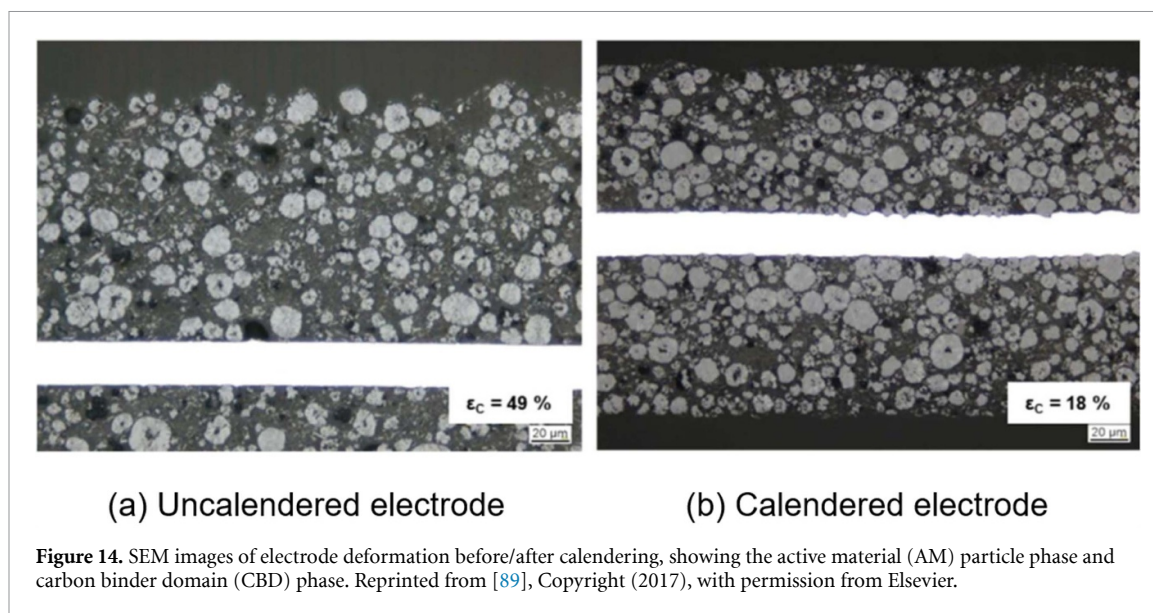 εC = 49 %
20 µm
εC = 18 %
20 µm
(a) Uncalendered electrode
(b) Calendered electrode
Figure 14. SEM images of electrode deformation before/after calendering, showing the active material (AM) particle phase and
carbon binder domain (CBD) phase. Reprinted from [89], Copyright (2017), with permission from Elsevier.